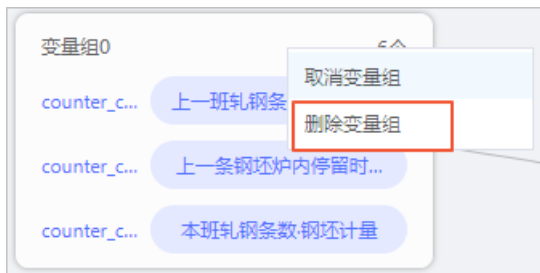 变量组0 6个
取消变量组
删除变量组
counter_c... 上一班轧钢条
counter_c... 上一条钢坯炉内停留时...
counter_c... 本班轧钢条数·钢坯计量